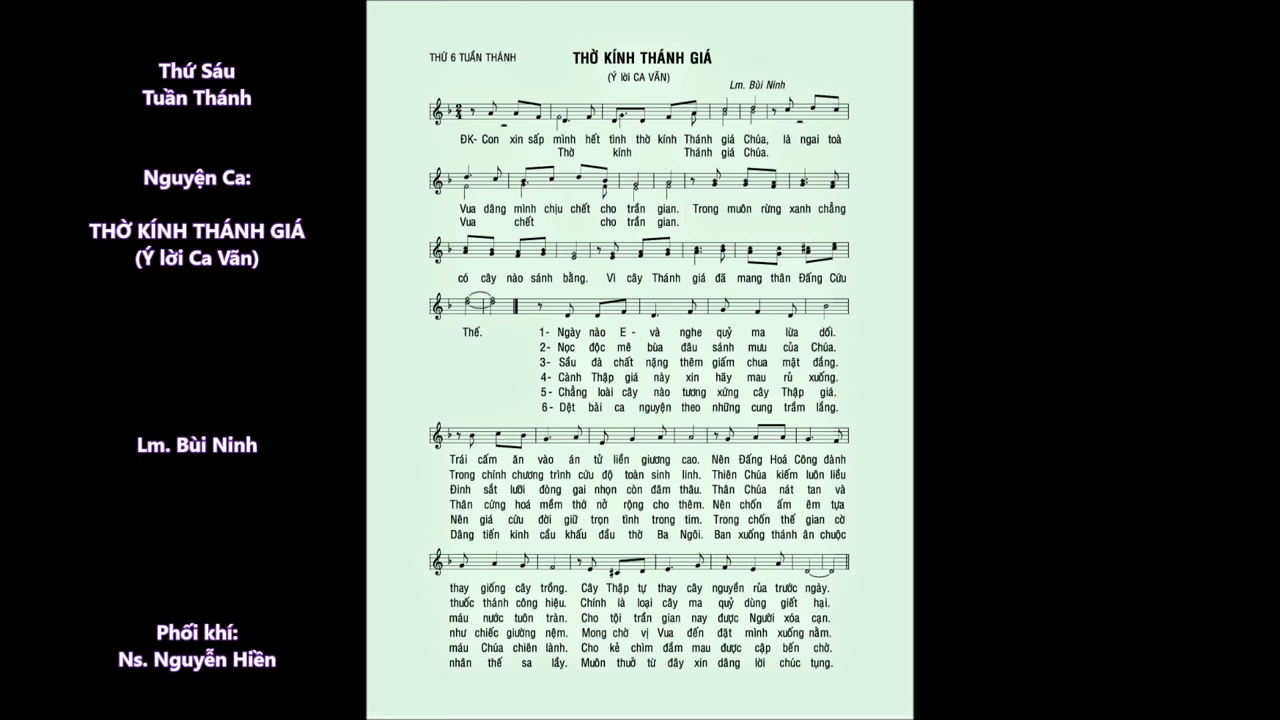 Thứ Sáu
Tuần Thánh
Nguyện Ca:
THỜ KÍNH THÁNH GIÁ
(Ý lời Ca Vãn)
Lm. Bùi Ninh
Phối khí:
Ns. Nguyễn Hiền
THỨ 6 TUẦN THÁNH
THỜ KÍNH THÁNH GIÁ
(Ý lời CA VÃN)
Lm. Bùi Ninh
ĐK- Con xin sấp mình hết tình thờ kính Thánh giá Chúa, là ngai toà
Thờ kính Thánh giá Chúa.
Vua dâng mình chịu chết cho trần gian. Trong muôn rừng xanh chẳng
Vua chết cho trần gian.
có cây nào sánh bằng. Vì cây Thánh giá đã mang thân Đấng Cứu
Thế. 1- Ngày nào E - và nghe quỷ ma lừa dối.
2- Nọc độc mê bùa đâu sánh mưu của Chúa.
3- Sầu đà chất nặng thêm giấm chua mật đắng.
4- Cành Thập giá này xin hãy mau rủ xuống.
5- Chẳng loài cây nào tương xứng cây Thập giá.
6- Dệt bài ca nguyện theo những cung trầm lắng.
Trái cấm ăn vào án tử liền giương cao. Nên Đấng Hoá Công đành
Trong chính chương trình cứu độ toàn sinh linh. Thiên Chúa kiếm luôn liều
Đinh sắt lưỡi đòng gai nhọn còn đâm thâu. Thân Chúa nát tan và
Thân cứng hoá mềm thớ nở rộng cho thêm. Nên chốn ấm êm tựa
Nên giá cứu đời giữ trọn tình trong tim. Trong chốn thế gian cờ
Dâng tiến kinh cầu khấu đầu thờ Ba Ngôi. Ban xuống thánh ân chuộc
thay giống cây trồng. Cây Thập tự thay cây nguyền rủa trước ngày.
thuốc thánh công hiệu. Chính là loại cây ma quỷ dùng giết hại.
máu nước tuôn tràn. Cho tội trần gian nay được Người xóa cạn.
như chiếc giường nệm. Mong chờ vị Vua đến đặt mình xuống nằm.
máu Chúa chiên lành. Cho kẻ chìm đắm mau được cập bến chờ.
nhân thế sa lầy. Muôn thuở từ đây xin dâng lời chúc tụng.